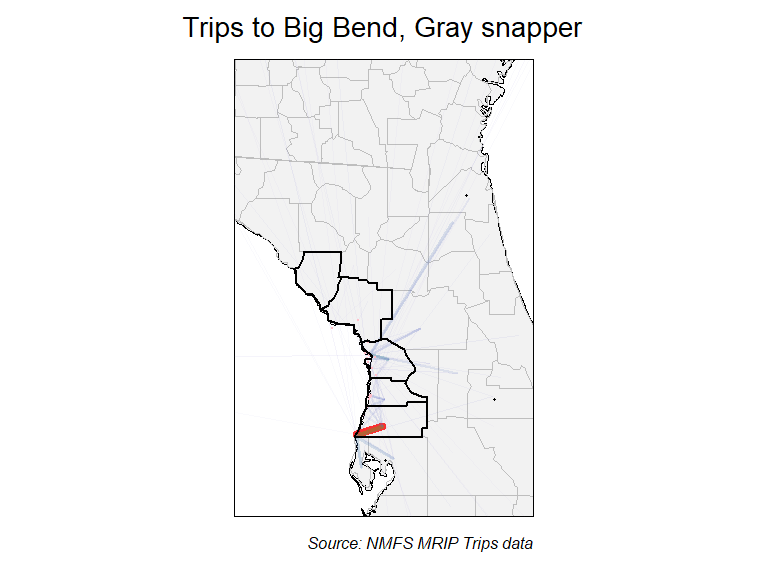 Trips to Big Bend, Gray snapper
Source: NMFS MRIP Trips data